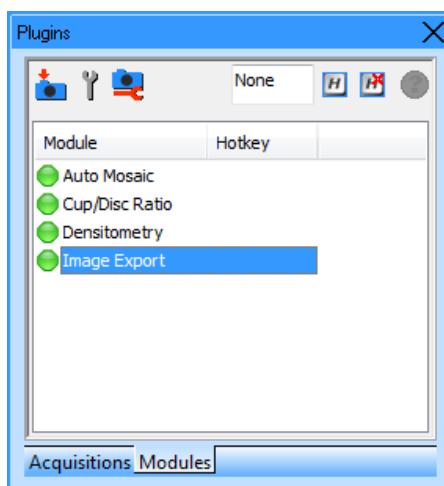 Plugins
None
H H
Module Hotkey
Auto Mosaic
Cup/Disc Ratio
Densitometry
Image Export
Acquisitions Modules